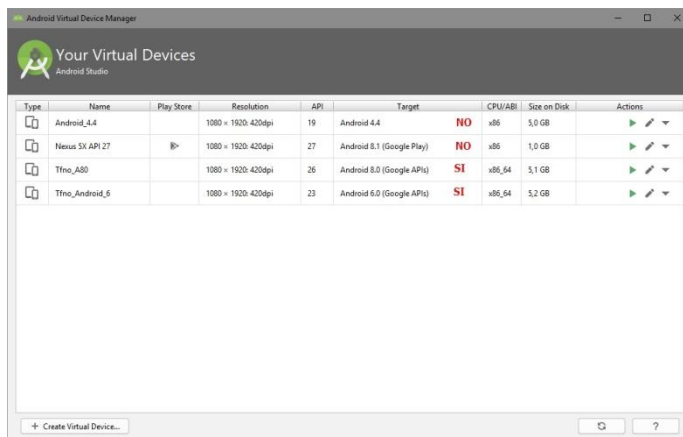 Android Virtual Device Manager
Your Virtual Devices
Android Studio
Type Name Play Store Resolution API Target CPU/ABI Size on Disk Actions
Android_4.4 1080 × 1920: 420dpi 19 Android 4.4 NO x86 5,0 GB
Nexus 5X API 27 1080 × 1920: 420dpi 27 Android 8.1 (Google Play) NO x86 1,0 GB
Tfno_A80 1080 × 1920: 420dpi 26 Android 8.0 (Google APIs) SI x86_64 5,1 GB
Tfno_Android_6 1080 × 1920: 420dpi 23 Android 6.0 (Google APIs) SI x86_64 5,2 GB
+ Create Virtual Device... ?